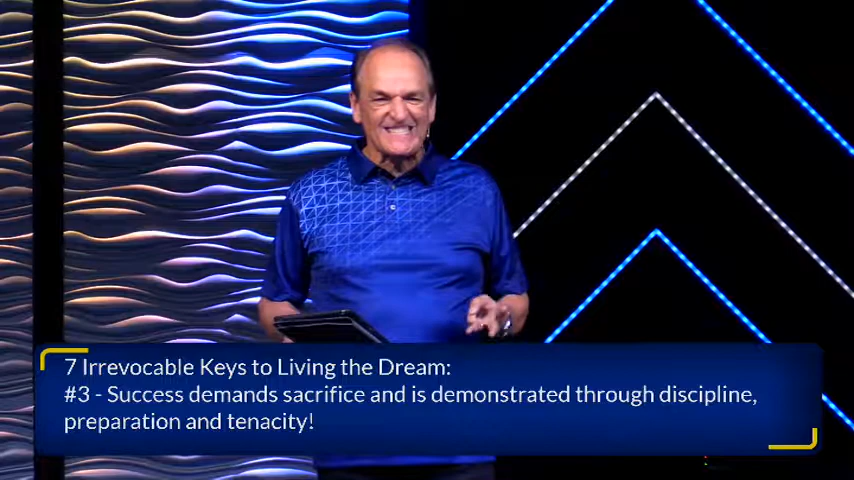 7 Irrevocable Keys to Living the Dream:
#3 - Success demands sacrifice and is demonstrated through discipline,
preparation and tenacity!